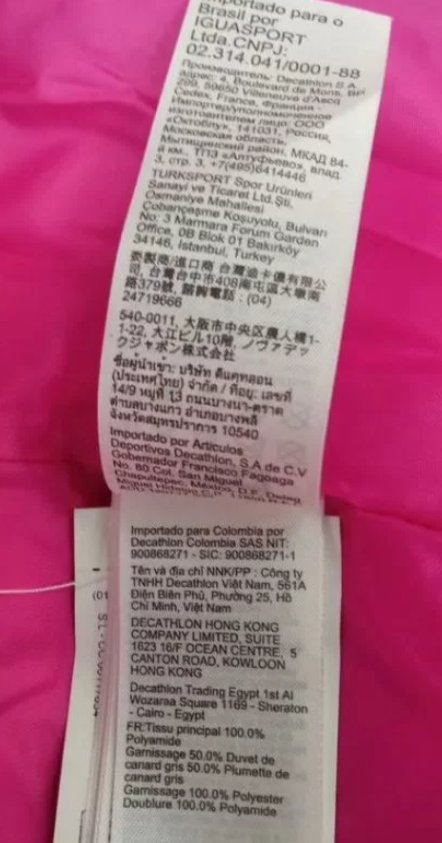 Importado para o
Brasil por
IGUASPORT
Ltda.CNPJ:
02.314.041/0001-88
Производитель: Decathlon S.A.
адрес: 4, Boulevard de Mons, BP
299, 59650 Villeneuve d'Ascq
Cedex, France, Франция -
Импортер/уполномоченное
изготовителем лицо: ООО
«Октоблу», 141031, Россия,
Московская область,
Мытищинский район, МКАД 84-
й км., ТПЗ «Алтуфьево», влад.
3, стр. 3, +7(495)6414446
TURKSPORT Spor Urünleri
Sanayi ve Ticaret Ltd.Şti.
Osmaniye Mahallesi
Çobançeşme Koşuyolu, Bulvarı
No: 3 Marmara Forum Garden
Office, 0B Blok 01 Bakırköy
34146, İstanbul, Turkey
委製商/進口商 台灣迪卡儂有限公
司, 台灣台中市408南屯區大墩南
路379號, 諮詢電話 : (04)
24719666
540-0011, 大阪市中央区農人橋1-
1-22, 大江ビル10階, ノヴァデッ
クジャポン株式会社
ชื่อผู้นำเข้า: บริษัท ดีแคทลอน
(ประเทศไทย) จำกัด / ที่อยู่: เลขที่
14/9 หมู่ที่ 13 ถนนบางนา-ตราด
ตำบลบางแก้ว อำเภอบางพลี
จังหวัดสมุทรปราการ 10540
Importado por Artículos
Deportivos Decathlon, S.A de C.V
Gobernador Francisco Fagoaga
No. 80 Col. San Miguel
Chapultepec, México, D.F. Deleg
Miguel Hidalgo C.P.
Importado para Colombia por
Decathlon Colombia SAS NIT:
900868271 - SIC: 900868271-1
Tên và địa chỉ NNK/PP : Công ty
TNHH Decathlon Việt Nam, 561A
Điện Biên Phủ, Phường 25, Hồ
Chí Minh, Việt Nam
DECATHLON HONG KONG
COMPANY LIMITED, SUITE
1623 16/F OCEAN CENTRE, 5
CANTON ROAD, KOWLOON
HONG KONG
Decathlon Trading Egypt 1st Al
Wozaraa Square 1169 - Sheraton
- Cairo - Egypt
FR:Tissu principal 100.0%
Polyamide
Garnissage 50.0% Duvet de
canard gris 50.0% Plumette de
canard gris
Garnissage 100.0% Polyester
Doublure 100.0% Polyamide